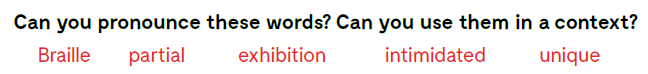 Can you pronounce these words? Can you use them in a context?
Braille partial exhibition intimidated unique